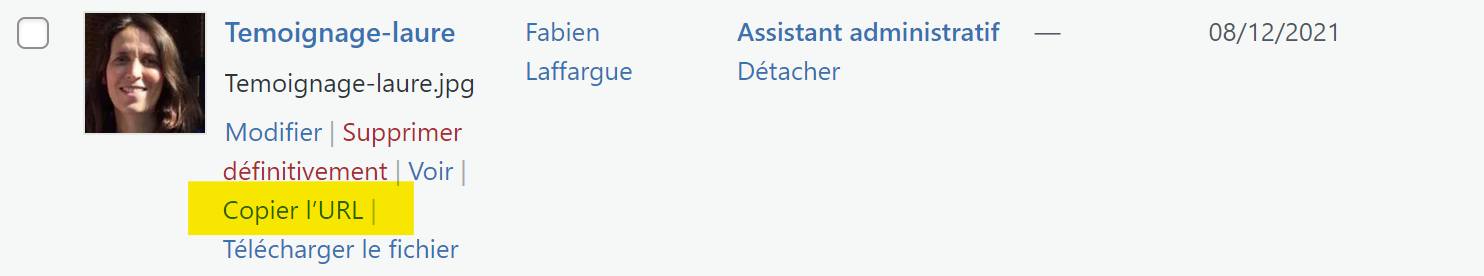 Temoignage-laure
Temoignage-laure.jpg
Modifier | Supprimer
définitivement | Voir |
Copier l’URL |
Télécharger le fichier
Fabien
Laffargue
Assistant administratif
Détacher
—
08/12/2021